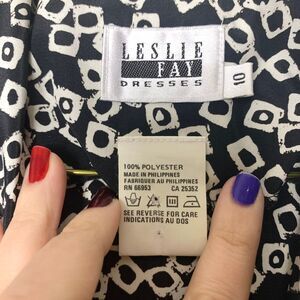 LESLIE
FAY
DRESSES
10
100% POLYESTER
MADE IN PHILIPPINES
FABRIQUER AU PHILIPPINES
RN 66953 CA 25352
SEE REVERSE FOR CARE
INDICATIONS AU DOS